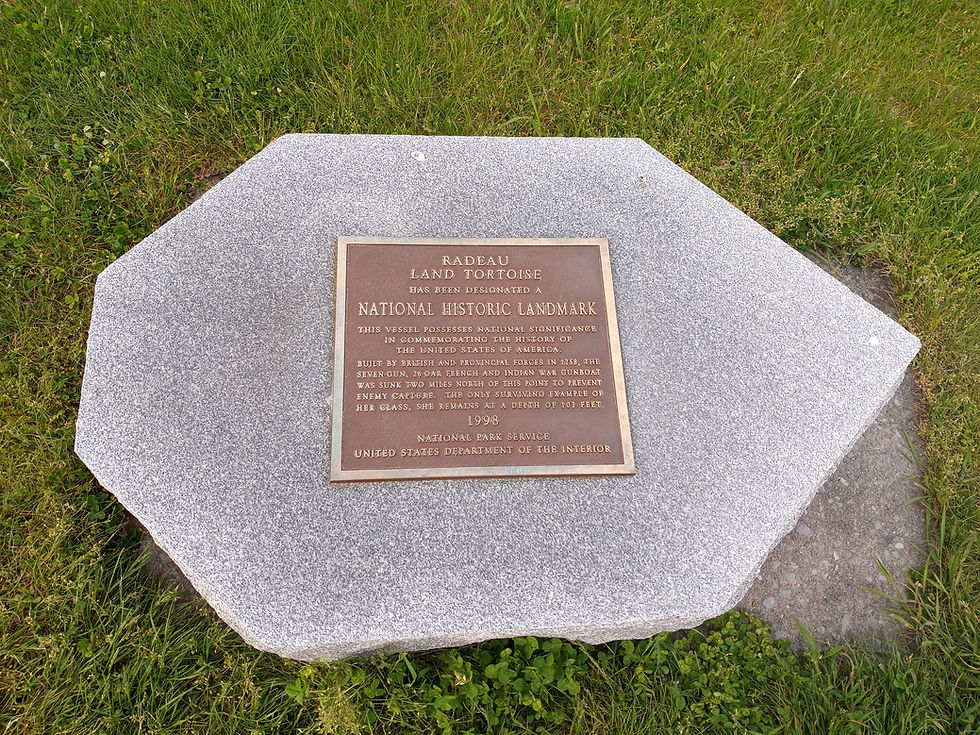 RADEAU
LAND TORTOISE
HAS BEEN DESIGNATED A
NATIONAL HISTORIC LANDMARK
THIS VESSEL POSSESSES NATIONAL SIGNIFICANCE
IN COMMEMORATING THE HISTORY OF
THE UNITED STATES OF AMERICA.
BUILT BY BRITISH AND PROVINCIAL FORCES IN 1758, THE
SEVEN-GUN, 26-OAR FRENCH AND INDIAN WAR GUNBOAT
WAS SUNK TWO MILES NORTH OF THIS POINT TO PREVENT
ENEMY CAPTURE. THE ONLY SURVIVING EXAMPLE OF
HER CLASS, SHE REMAINS AT A DEPTH OF 107 FEET.
1998
NATIONAL PARK SERVICE
UNITED STATES DEPARTMENT OF THE INTERIOR